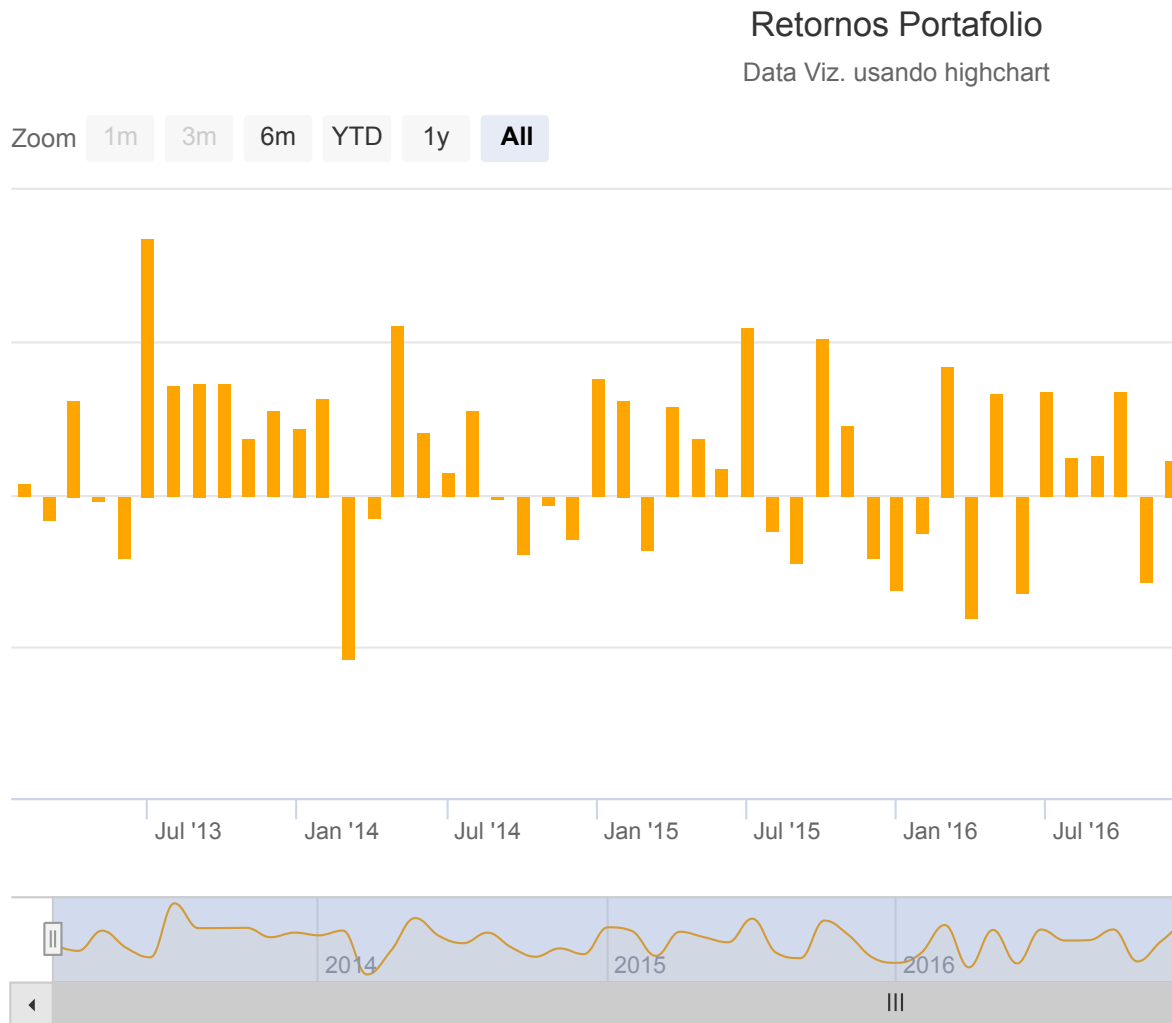 Retornos Portafolio
Data Viz. usando highchart
Zoom 1m 3m 6m YTD 1y All
Jul '13 Jan '14 Jul '14 Jan '15 Jul '15 Jan '16 Jul '16
2014 2015 2016